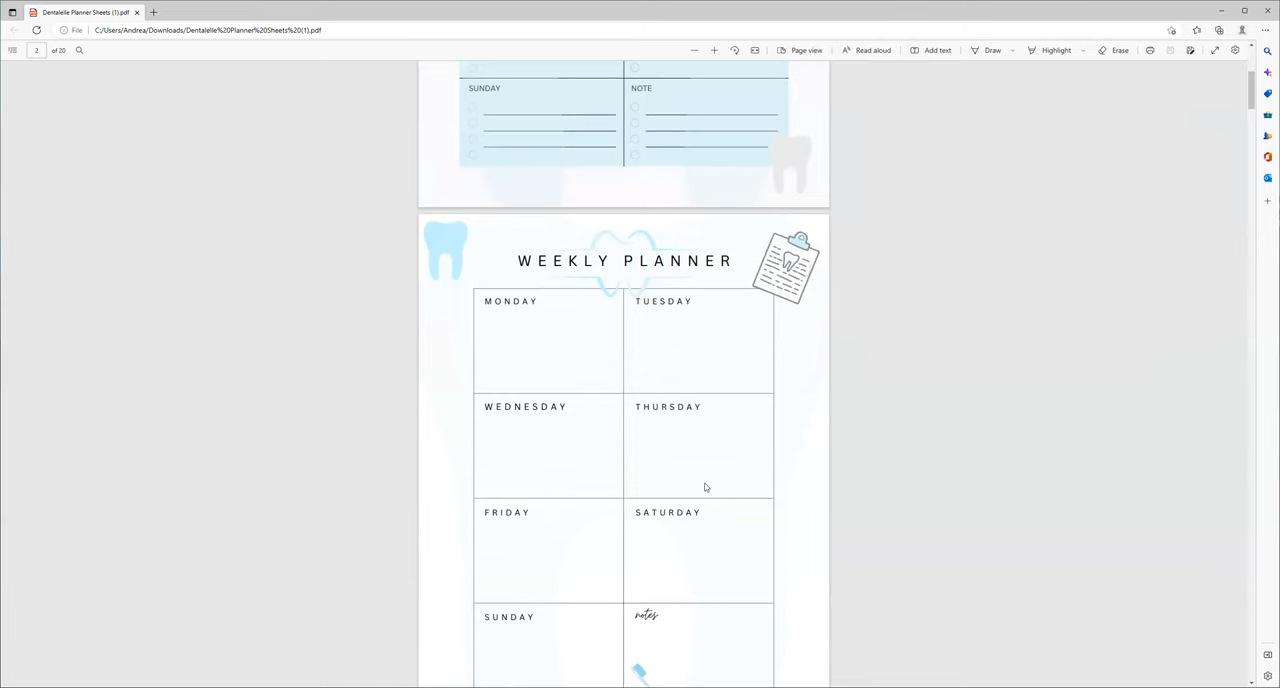 Dentalelle Planner Sheets (1).pdf
File C:/Users/Andrea/Downloads/Dentalelle%20Planner%20Sheets%20(1).pdf
2 of 20 Page view Read aloud Add text Draw Highlight Erase
SUNDAY NOTE
WEEKLY PLANNER
MONDAY TUESDAY
WEDNESDAY THURSDAY
FRIDAY SATURDAY
SUNDAY notes